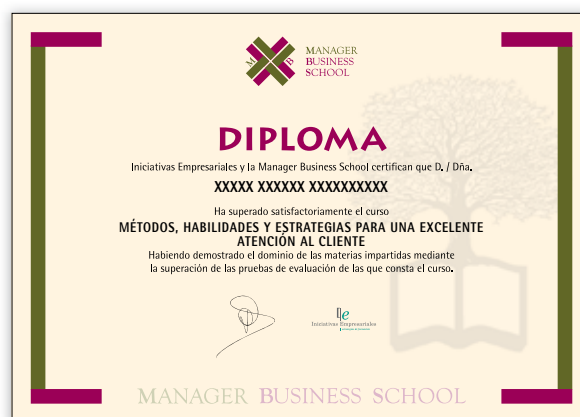 M B
MANAGER
BUSINESS
SCHOOL
DIPLOMA
Iniciativas Empresariales y la Manager Business School certifican que D. / Dña.
XXXXX XXXXXX XXXXXXXXXX
Ha superado satisfactoriamente el curso
MÉTODOS, HABILIDADES Y ESTRATEGIAS PARA UNA EXCELENTE
ATENCIÓN AL CLIENTE
Habiendo demostrado el dominio de las materias impartidas mediante
la superación de las pruebas de evaluación de las que consta el curso.
Iniciativas Empresariales
MANAGER BUSINESS SCHOOL